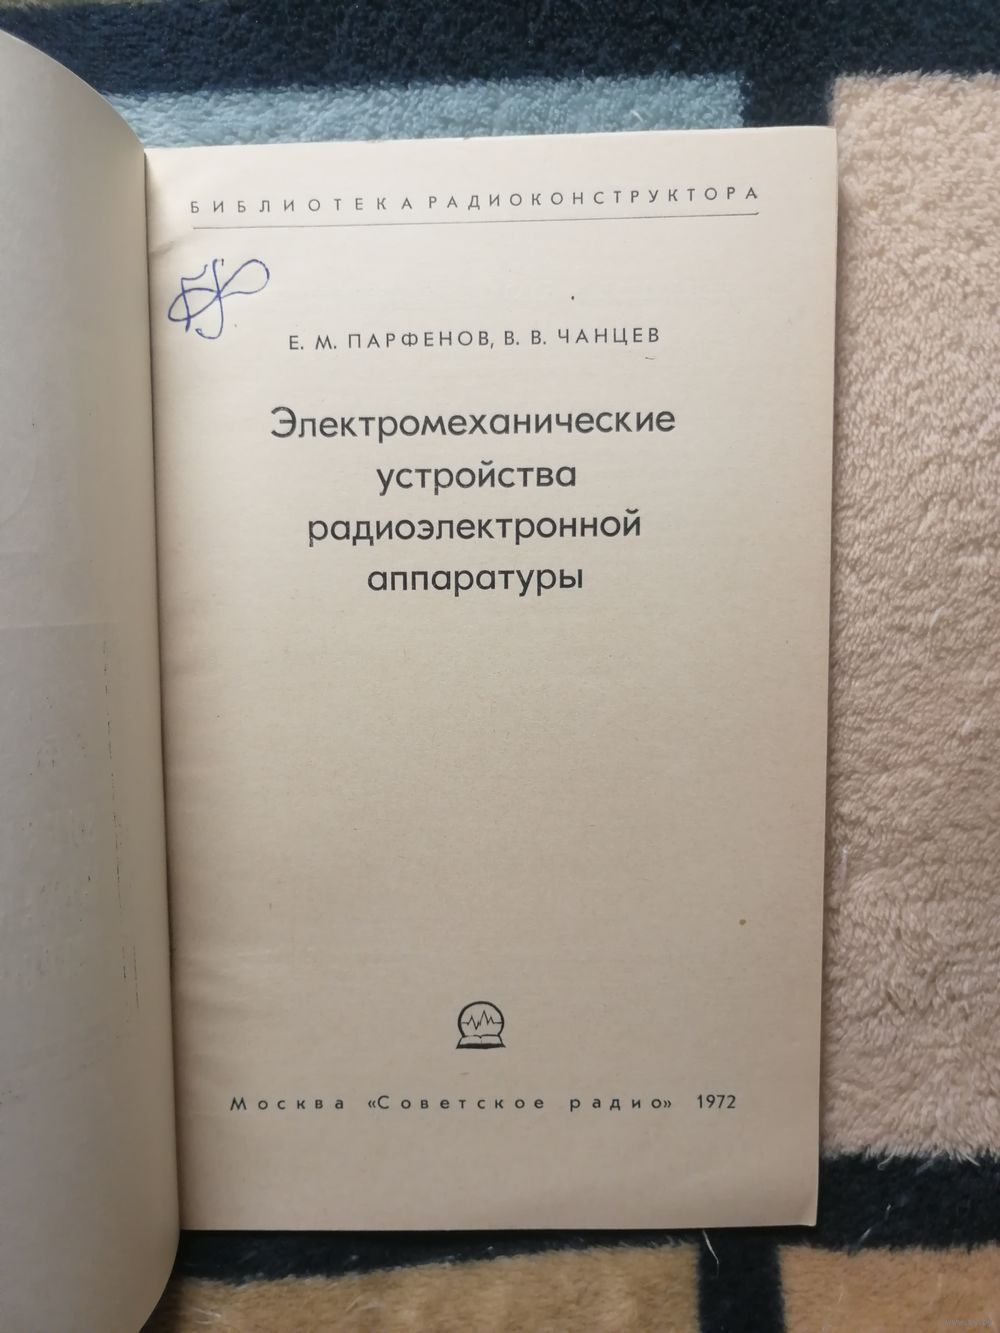 БИБЛИОТЕКА РАДИОКОНСТРУКТОРА
Е. М. ПАРФЕНОВ, В. В. ЧАНЦЕВ
Электромеханические
устройства
радиоэлектронной
аппаратуры
Москва «Советское радио» 1972